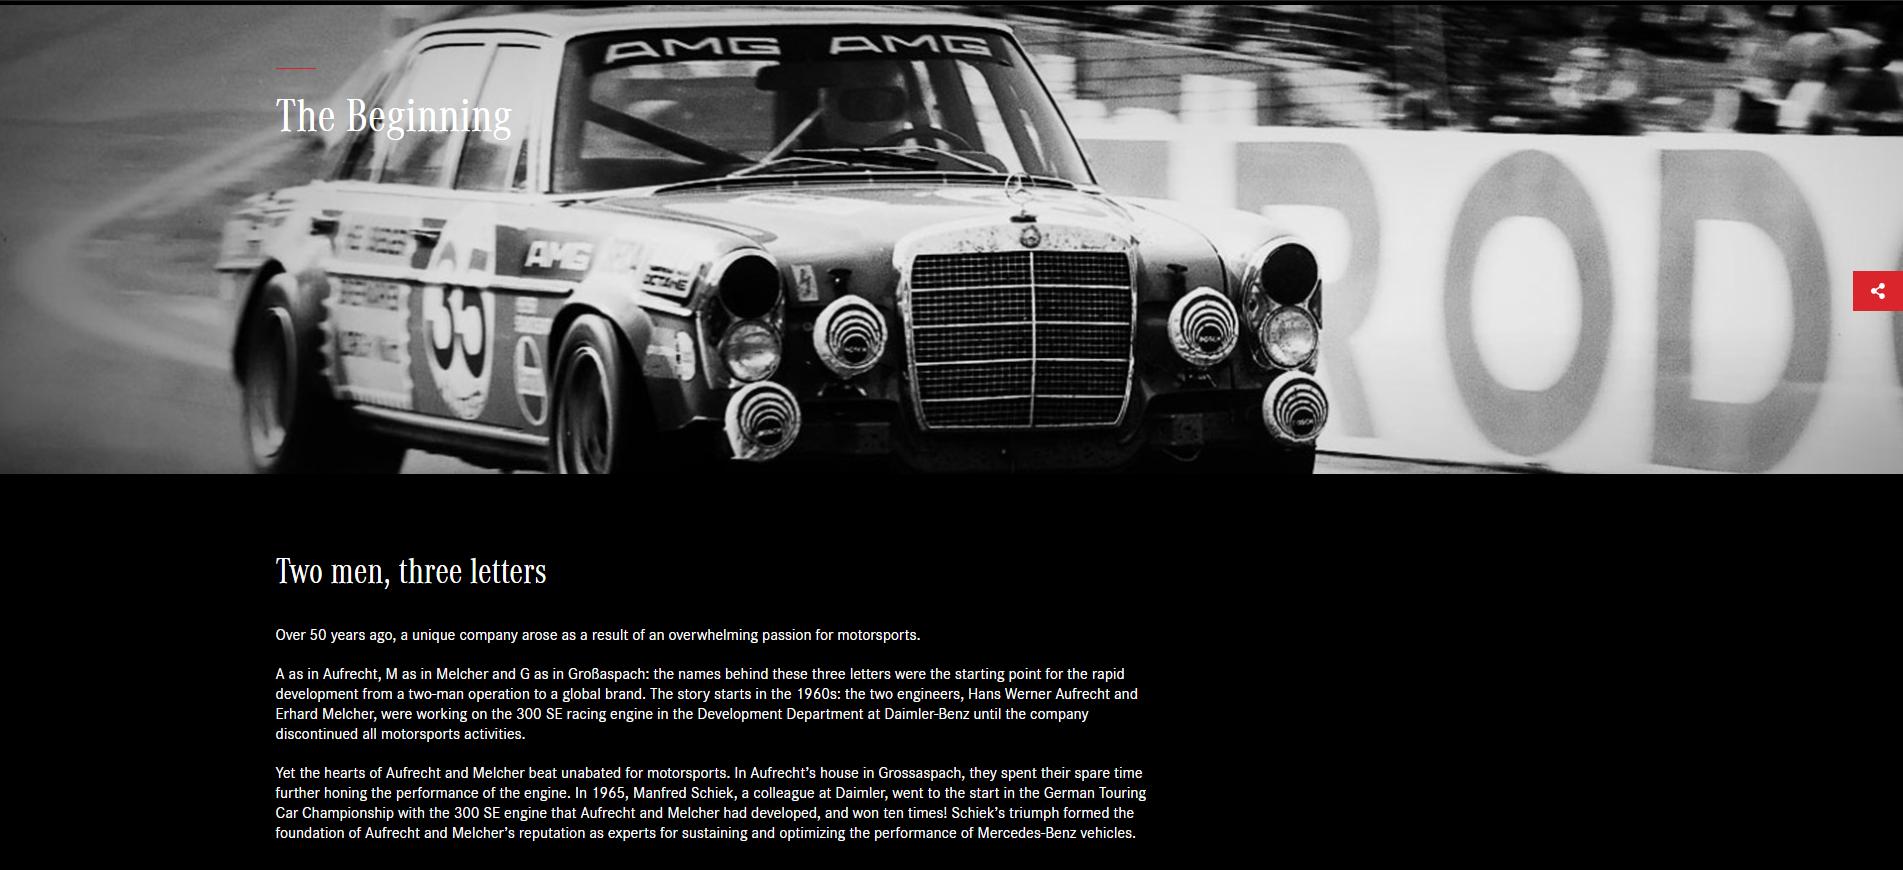 AMG AMG
The Beginning
AMG
35
ROD
BOSCH
Two men, three letters
Over 50 years ago, a unique company arose as a result of an overwhelming passion for motorsports.
A as in Aufrecht, M as in Melcher and G as in Großaspach: the names behind these three letters were the starting point for the rapid
development from a two-man operation to a global brand. The story starts in the 1960s: the two engineers, Hans Werner Aufrecht and
Erhard Melcher, were working on the 300 SE racing engine in the Development Department at Daimler-Benz until the company
discontinued all motorsports activities.
Yet the hearts of Aufrecht and Melcher beat unabated for motorsports. In Aufrecht’s house in Grossaspach, they spent their spare time
further honing the performance of the engine. In 1965, Manfred Schiek, a colleague at Daimler, went to the start in the German Touring
Car Championship with the 300 SE engine that Aufrecht and Melcher had developed, and won ten times! Schiek’s triumph formed the
foundation of Aufrecht and Melcher’s reputation as experts for sustaining and optimizing the performance of Mercedes-Benz vehicles.